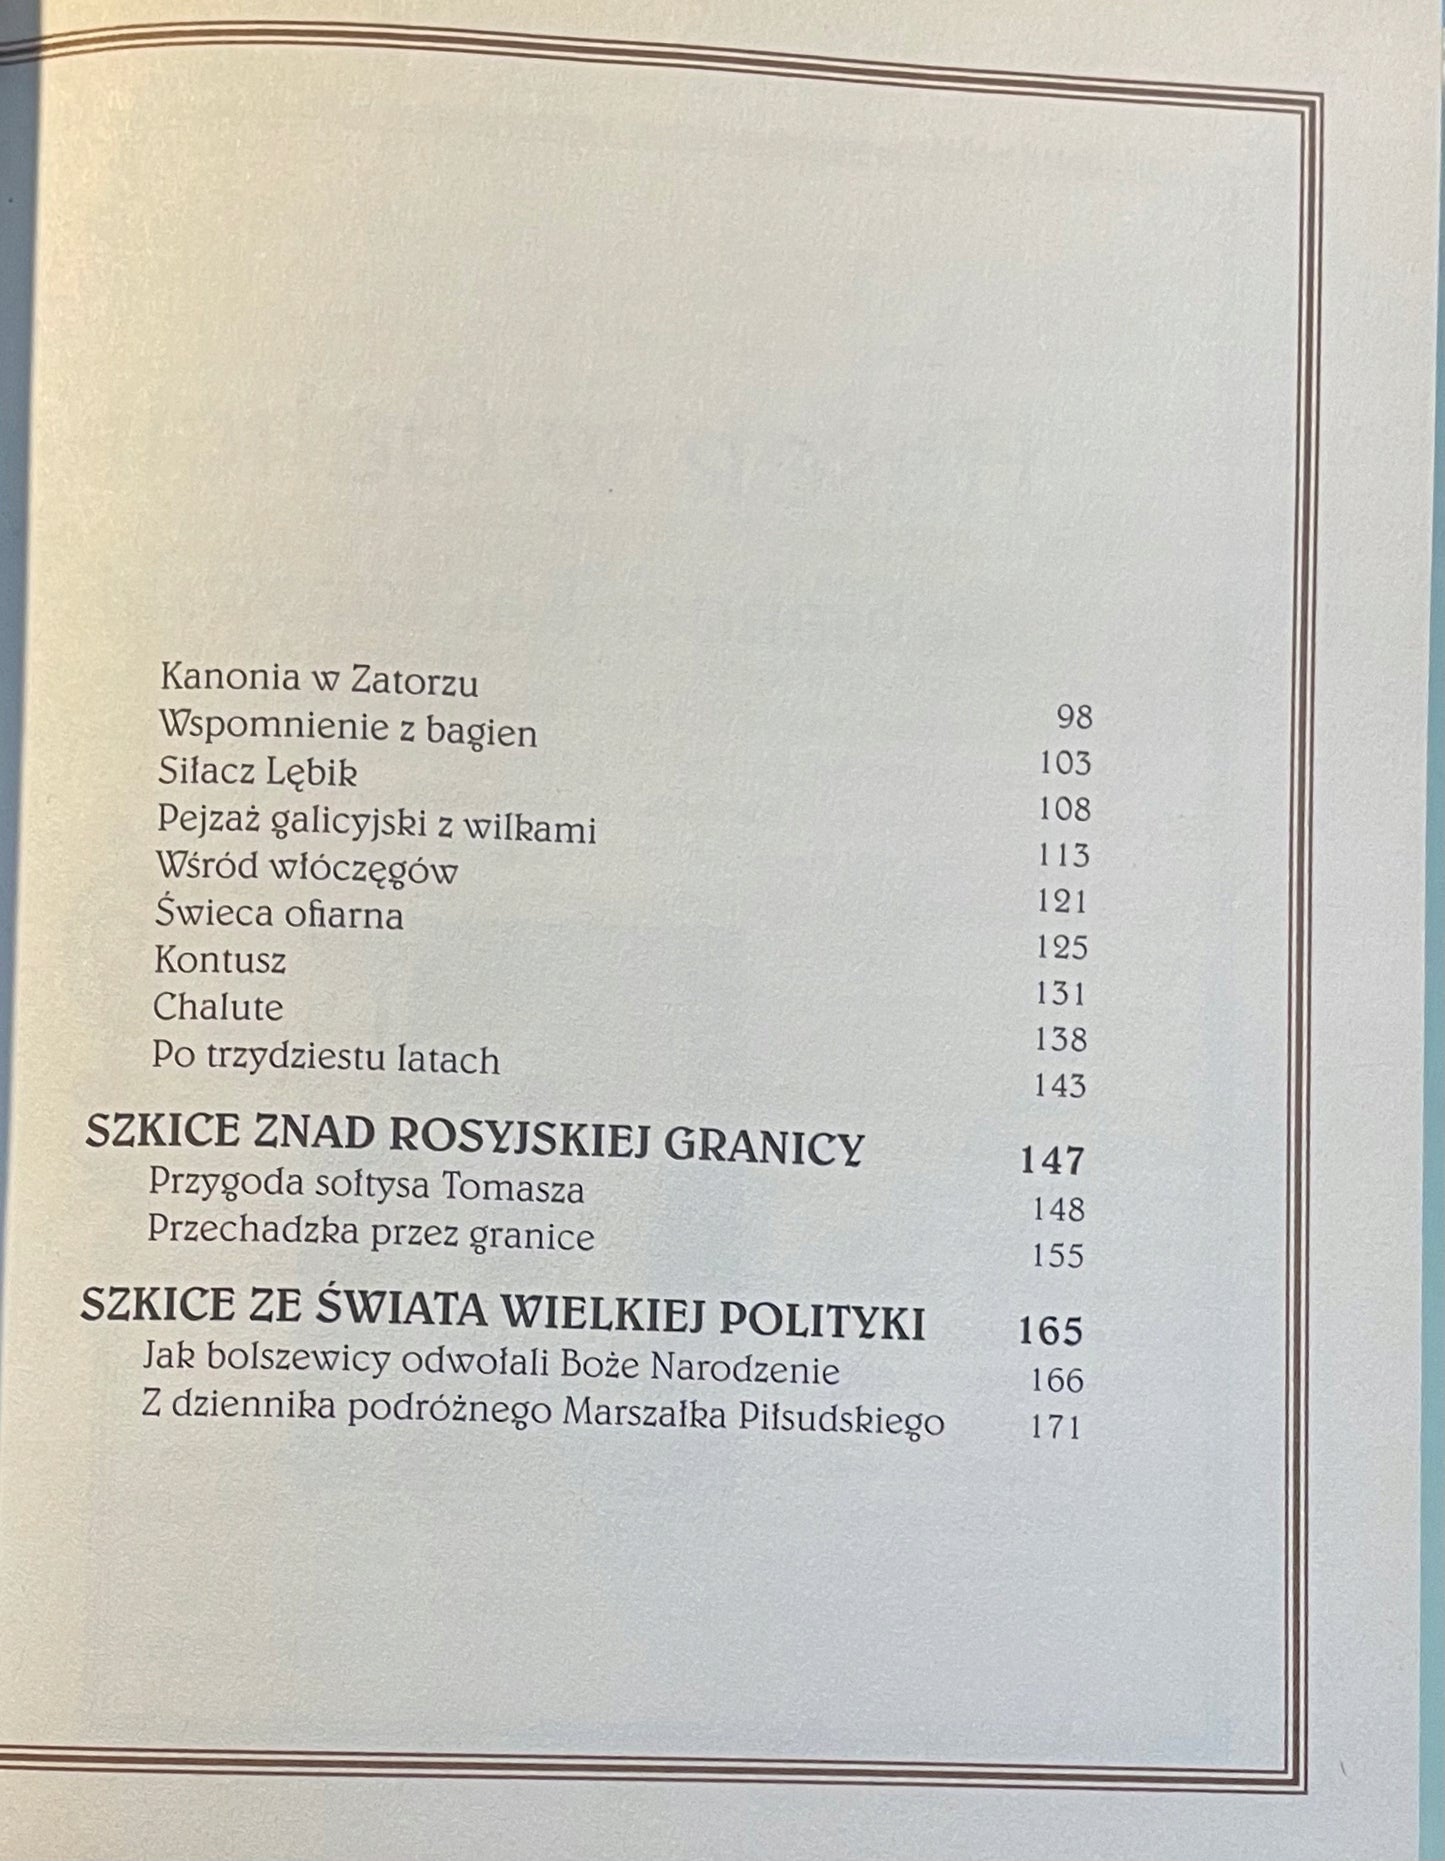 Kanonia w Zatorzu 98
Wspomnienie z bagien 103
Siłacz Lębik 108
Pejzaż galicyjski z wilkami 113
Wśród włóczęgów 121
Świeca ofiarna 125
Kontusz 131
Chalute 138
Po trzydziestu latach 143
SZKICE ZNAD ROSYJSKIEJ GRANICY 147
Przygoda sołtysa Tomasza 148
Przechadzka przez granice 155
SZKICE ZE ŚWIATA WIELKIEJ POLITYKI 165
Jak bolszewicy odwołali Boże Narodzenie 166
Z dziennika podróżnego Marszałka Piłsudskiego 171